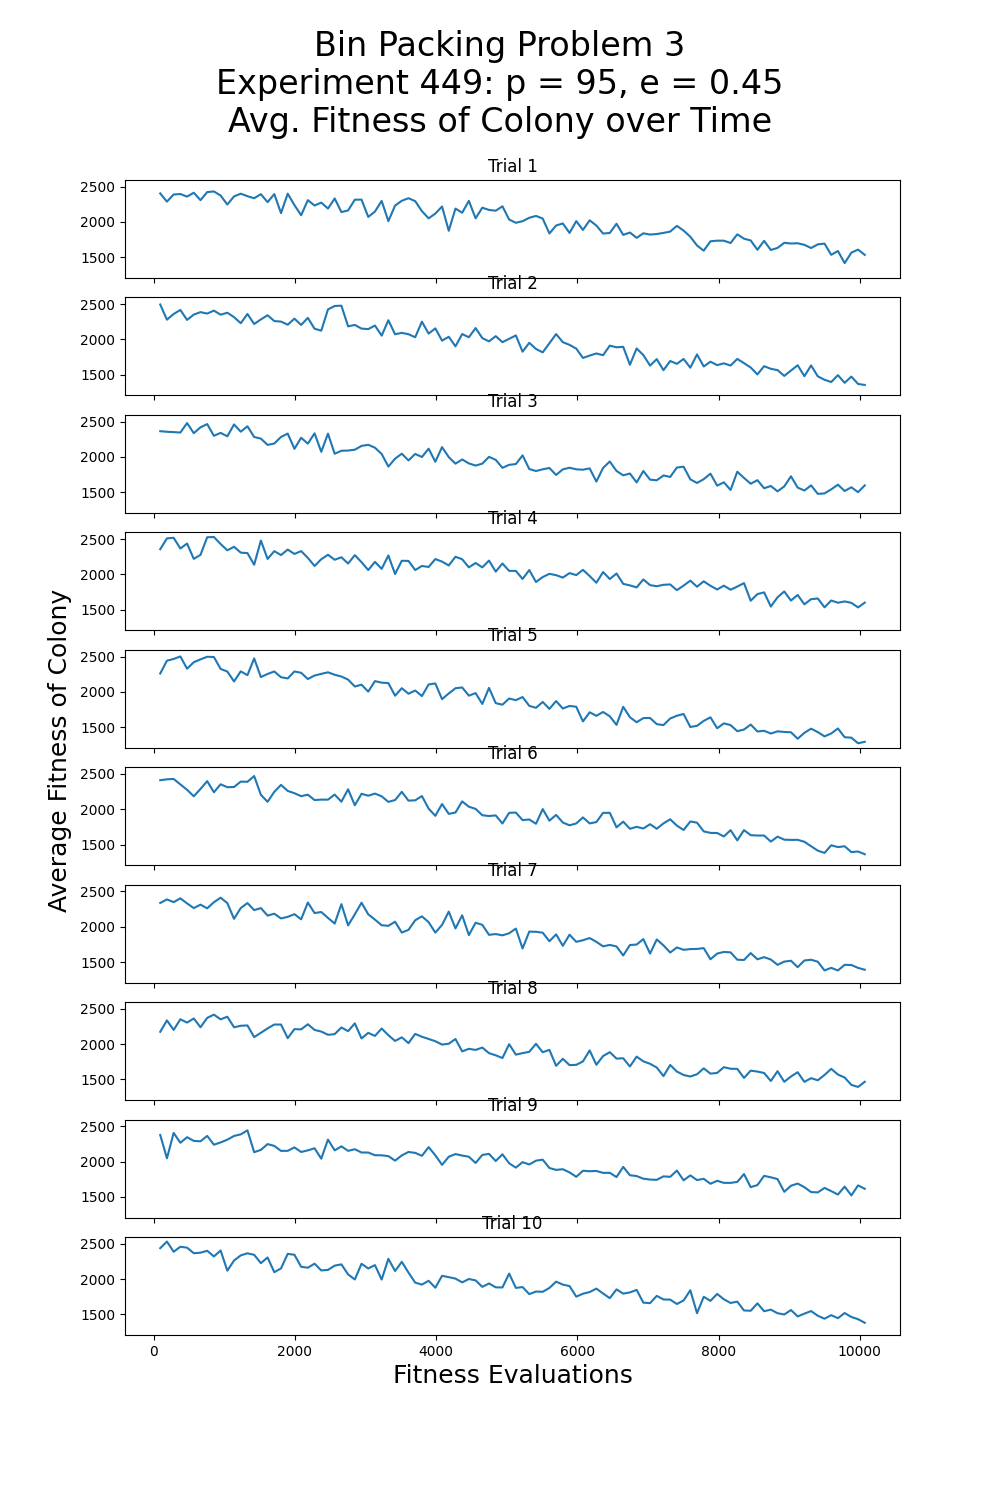 Bin Packing Problem 3
Experiment 449: p = 95, e = 0.45
Avg. Fitness of Colony over Time
Trial 1
2500
2000
1500
Trial 2
2500
2000
1500
Trial 3
2500
2000
1500
Trial 4
2500
2000
1500
Trial 5
2500
2000
1500
Trial 6
2500
2000
1500
Trial 7
2500
2000
1500
Trial 8
2500
2000
1500
Trial 9
2500
2000
1500
Trial 10
2500
2000
1500
0 2000 4000 6000 8000 10000
Fitness Evaluations
Average Fitness of Colony